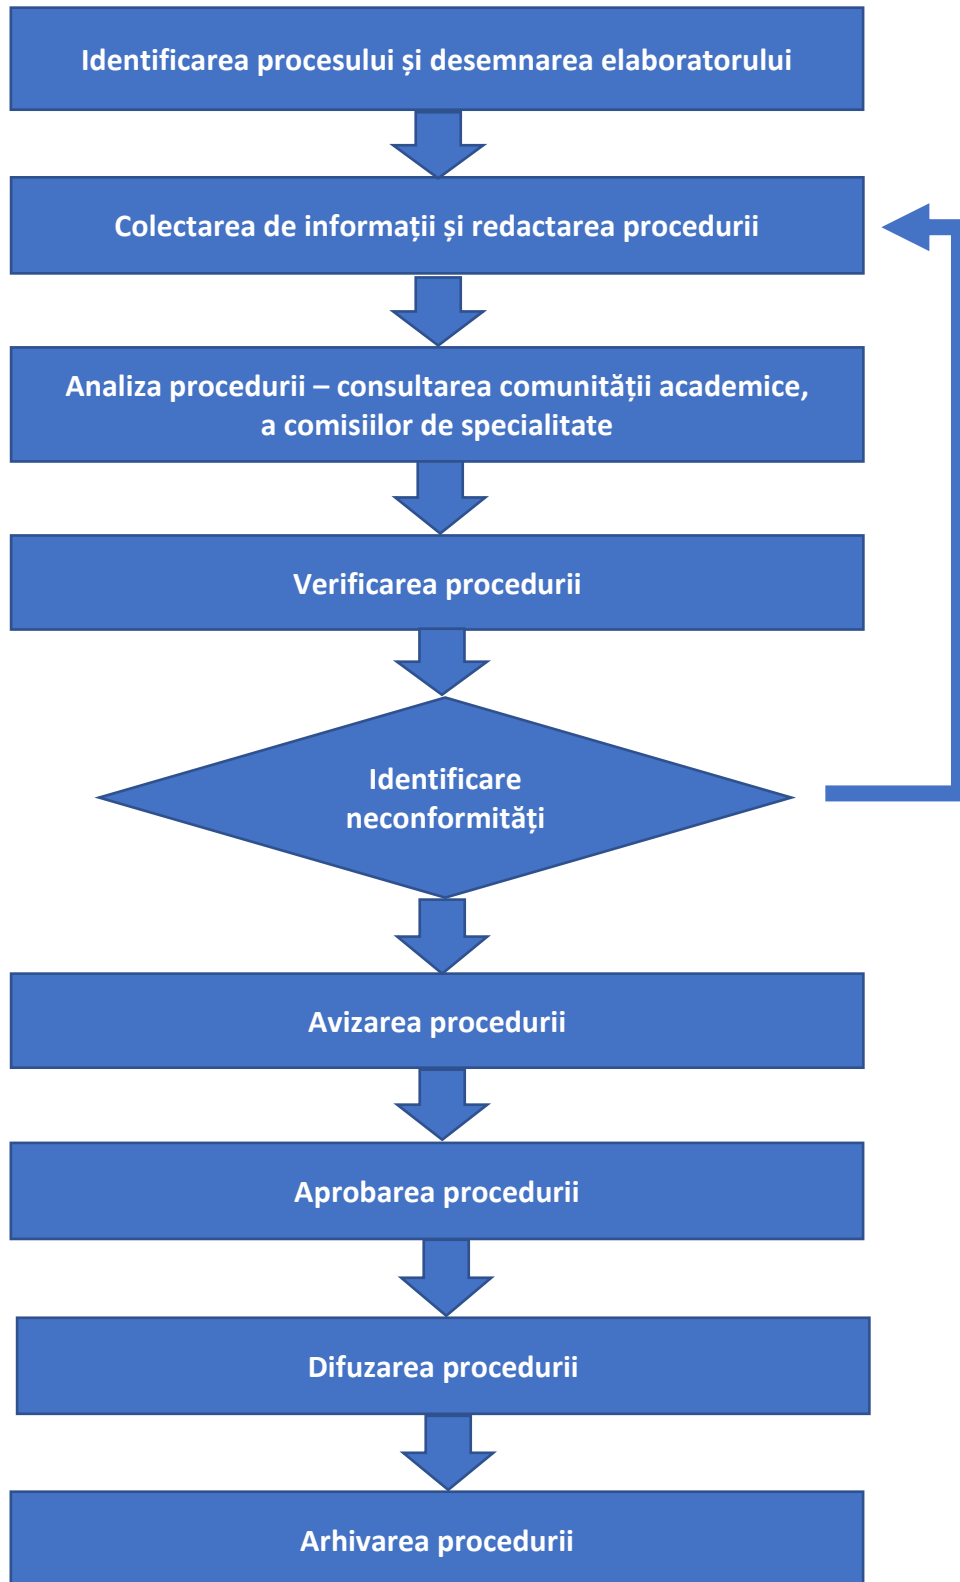 Identificarea procesului și desemnarea elaboratorului
Colectarea de informații și redactarea procedurii
Analiza procedurii – consultarea comunității academice,
a comisiilor de specialitate
Verificarea procedurii
Identificare
neconformități
Avizarea procedurii
Aprobarea procedurii
Difuzarea procedurii
Arhivarea procedurii